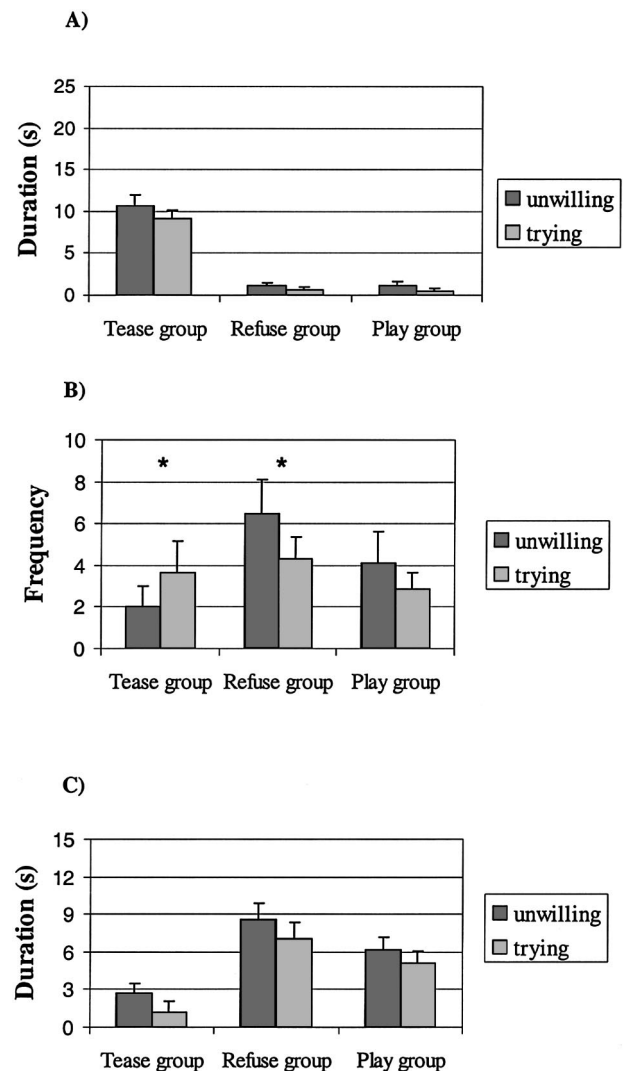 A)
Duration (s)
25
20
15
10
5
0
Tease group Refuse group Play group
unwilling
trying
B)
Frequency
10
8
6
4
2
0
* *
Tease group Refuse group Play group
unwilling
trying
C)
Duration (s)
15
12
9
6
3
0
Tease group Refuse group Play group
unwilling
trying